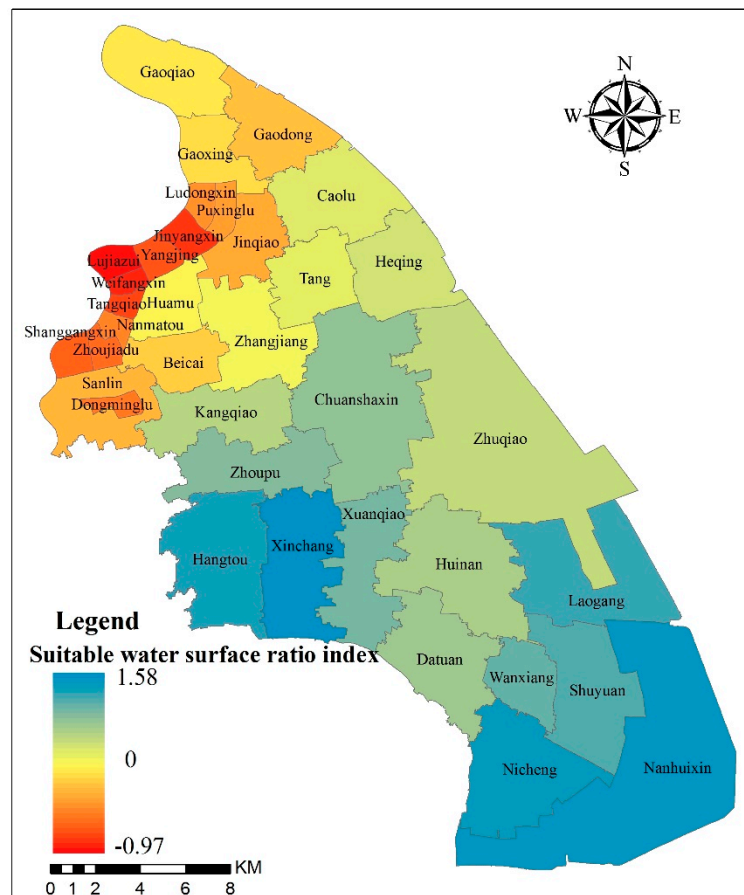 N
W E
S
Gaoqiao
Gaodong
Gaoxing
Ludongxin
Puxinglu
Caolu
Jinyangxin
Jinqiao
Yangjing
Lujiazui
Heqing
Weifangxin
Tang
Tangqiao
Huamu
Nanmatou
Shanggangxin
Zhangjiang
Zhoujiadu
Beicai
Sanlin
Chuanshaxin
Dongminglu
Kangqiao
Zhuqiao
Zhoupu
Xuanqiao
Xinchang
Hangtou
Huinan
Laogang
Datuan
Wanxiang
Shuyuan
Nicheng
Nanhuixin
Legend
Suitable water surface ratio index
1.58
0
-0.97
KM
0 1 2 4 6 8